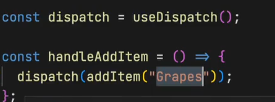 const dispatch = useDispatch();
const handleAddItem = () => {
dispatch(addItem("Grapes"));
};